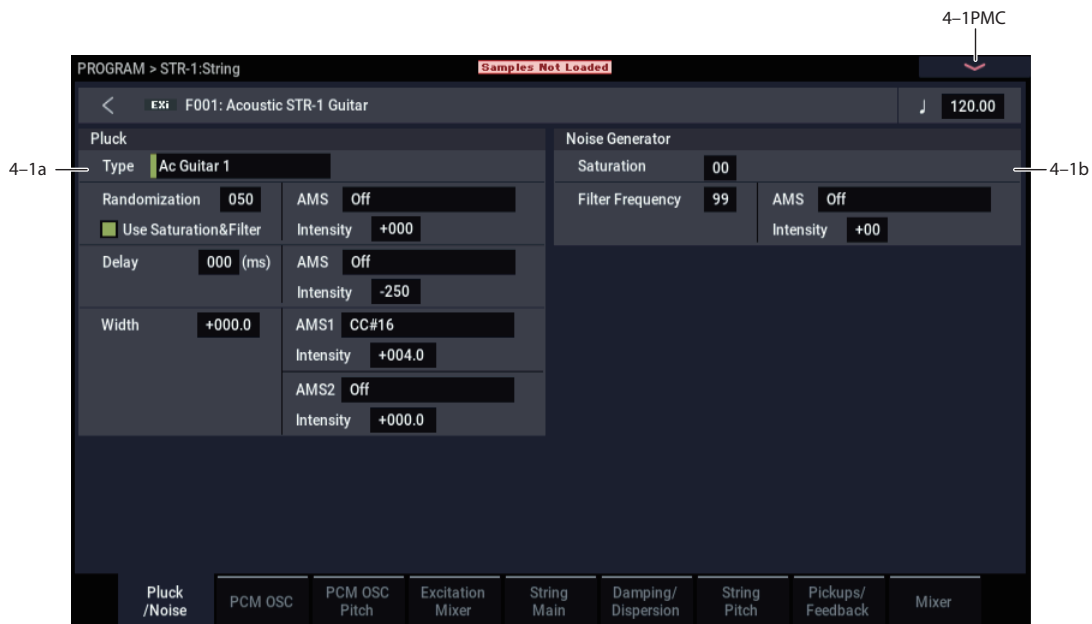 4–1PMC
PROGRAM > STR-1:String
Samples Not Loaded
EXi F001: Acoustic STR-1 Guitar
♩ 120.00
Pluck
4–1a
Type Ac Guitar 1
Randomization 050
AMS Off
Use Saturation&Filter
Intensity +000
Delay 000 (ms)
AMS Off
Intensity -250
Width +000.0
AMS1 CC#16
Intensity +004.0
AMS2 Off
Intensity +000.0
Noise Generator
Saturation 00
4–1b
Filter Frequency 99
AMS Off
Intensity +00
Pluck
/Noise
PCM OSC
PCM OSC
Pitch
Excitation
Mixer
String
Main
Damping/
Dispersion
String
Pitch
Pickups/
Feedback
Mixer